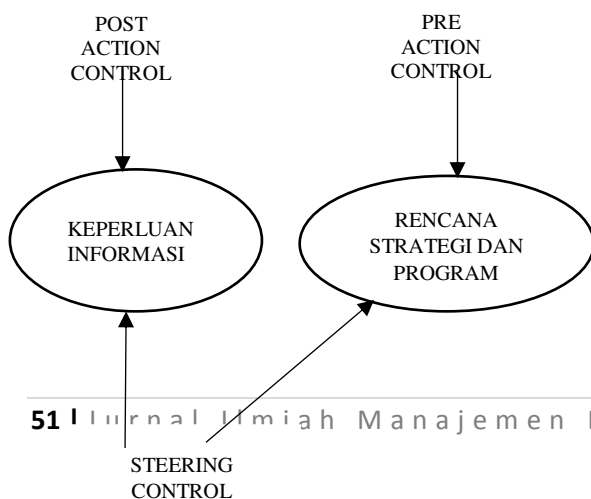 POST
ACTION
CONTROL
PRE
ACTION
CONTROL
KEPERLUAN
INFORMASI
RENCANA
STRATEGI DAN
PROGRAM
51 | Jurnal Ilmiah Manajemen
STEERING
CONTROL